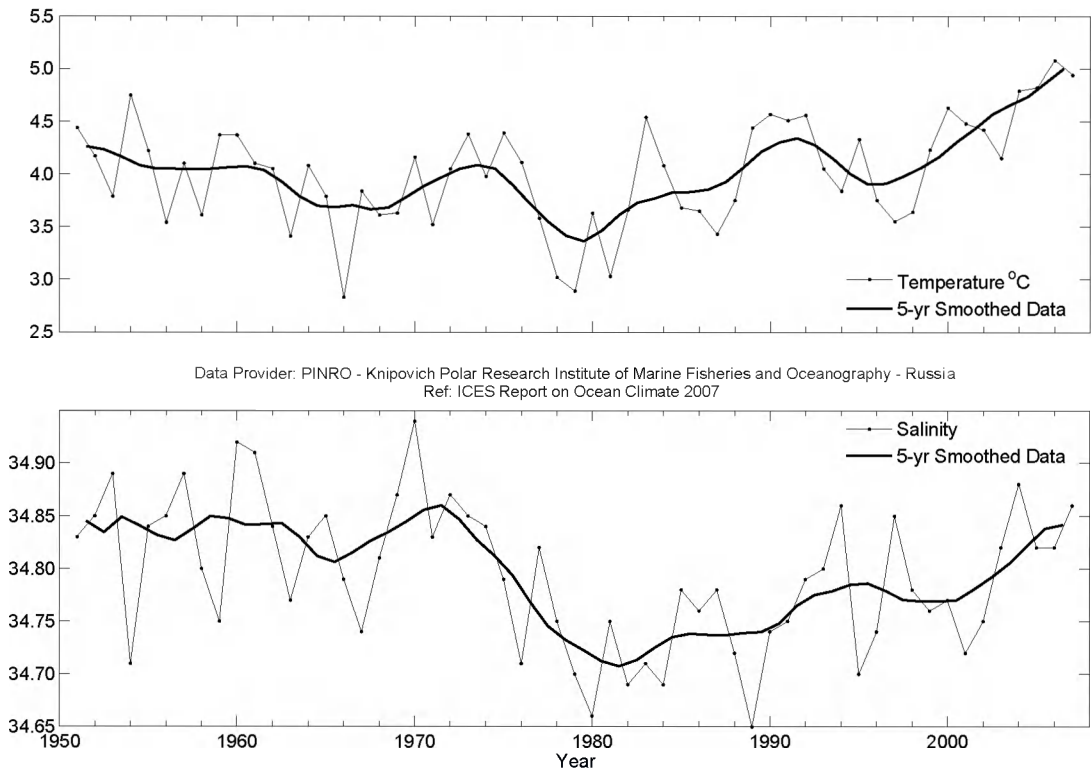 5.5
5.0
4.5
4.0
3.5
3.0
2.5
Temperature °C
5-yr Smoothed Data
Data Provider: PINRO - Knipovich Polar Research Institute of Marine Fisheries and Oceanography - Russia
Ref: ICES Report on Ocean Climate 2007
34.90
34.85
34.80
34.75
34.70
34.65
Salinity
5-yr Smoothed Data
1950 1960 1970 1980 1990 2000
Year